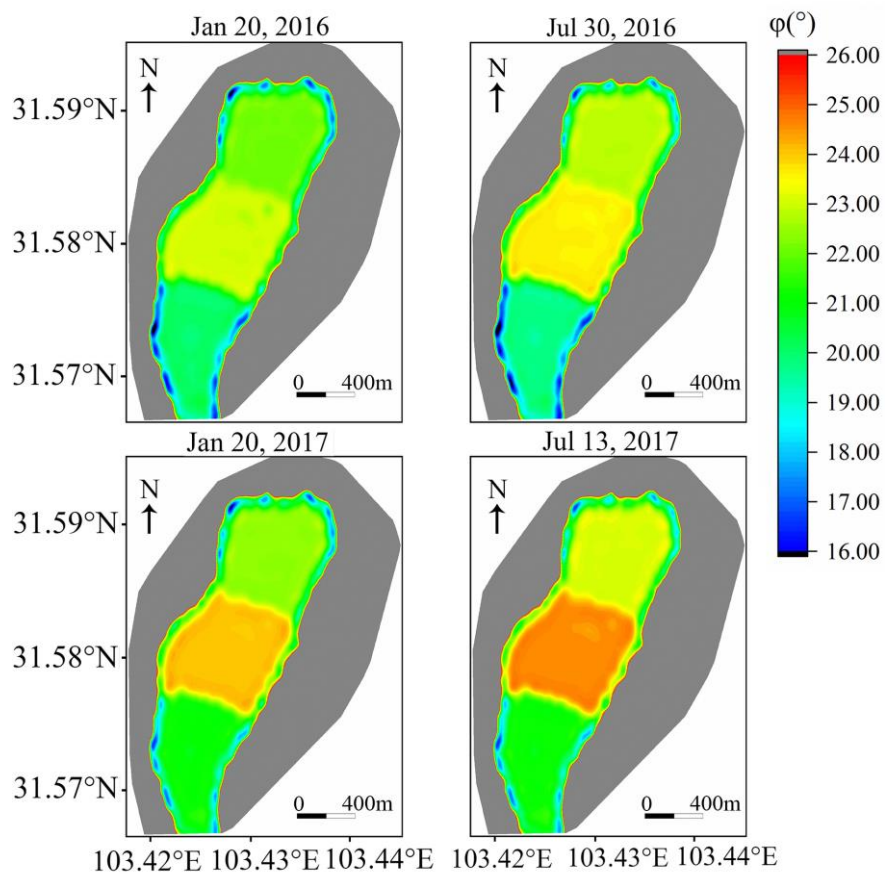 Jan 20, 2016
Jul 30, 2016
φ(°)
N
N
31.59°N
31.58°N
31.57°N
0 400m
0 400m
26.00
25.00
24.00
23.00
22.00
21.00
20.00
19.00
18.00
17.00
16.00
Jan 20, 2017
Jul 13, 2017
N
N
31.59°N
31.58°N
31.57°N
0 400m
0 400m
103.42°E 103.43°E 103.44°E
103.42°E 103.43°E 103.44°E